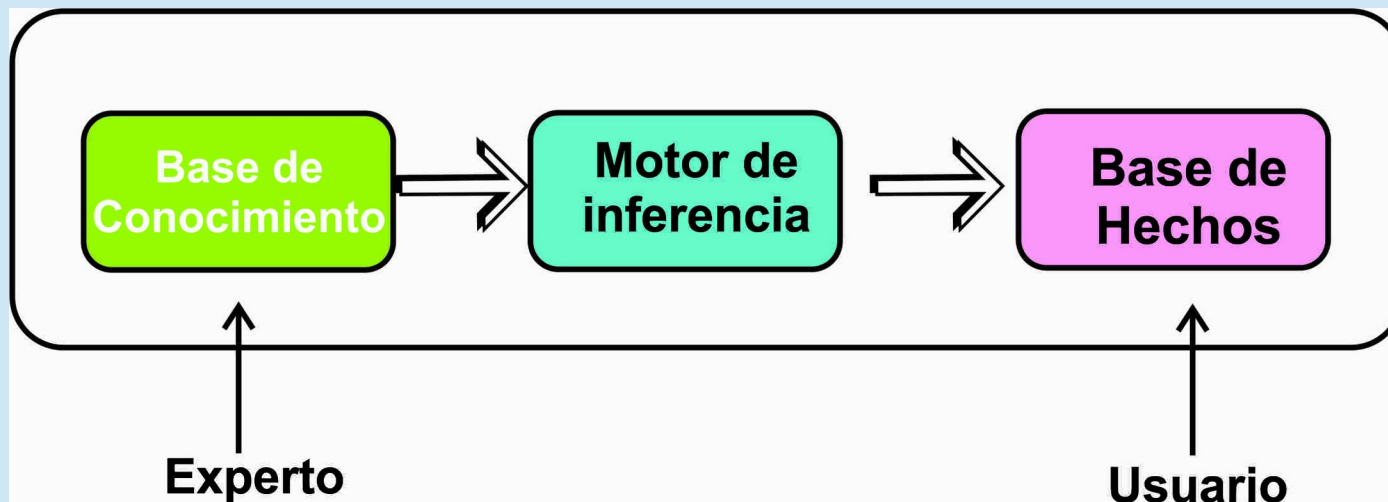 Base de
Conocimiento
Motor de
inferencia
Base de
Hechos
Experto
Usuario